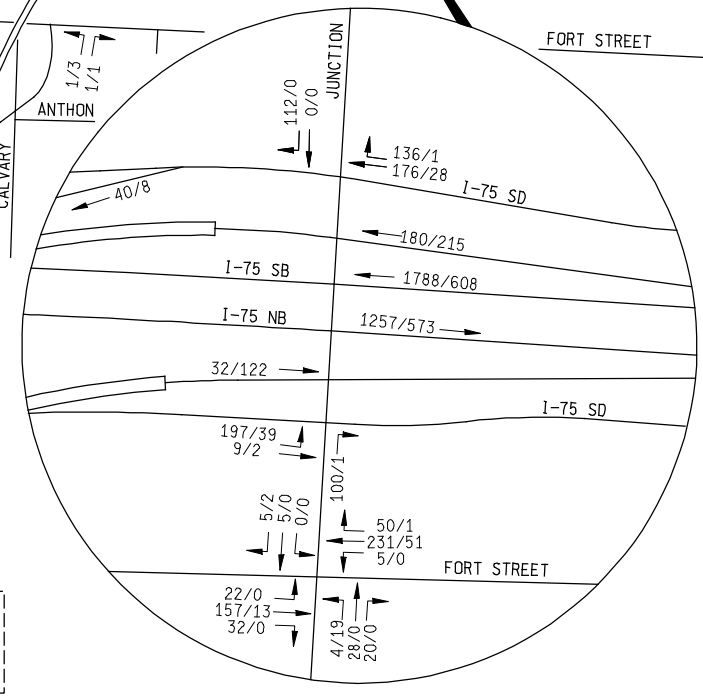 FORT STREET
JUNCTION
1/3
1/1
ANTHON
CALVARY
112/0
0/0
136/1
176/28
I-75 SD
40/8
180/215
I-75 SB
1788/608
I-75 NB
1257/573
32/122
I-75 SD
197/39
9/2
100/1
5/2
5/0
0/0
50/1
231/51
5/0
FORT STREET
22/0
157/13
32/0
4/19
28/0
20/0